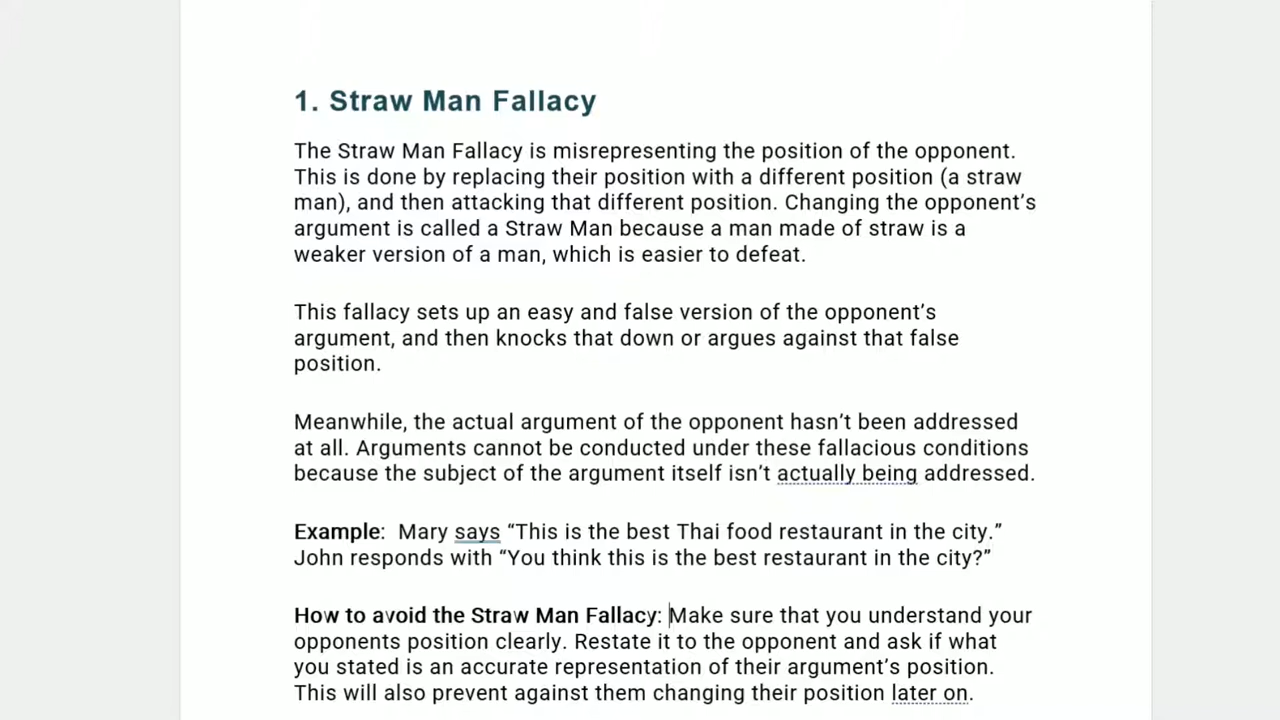 1. Straw Man Fallacy
The Straw Man Fallacy is misrepresenting the position of the opponent.
This is done by replacing their position with a different position (a straw
man), and then attacking that different position. Changing the opponent’s
argument is called a Straw Man because a man made of straw is a
weaker version of a man, which is easier to defeat.
This fallacy sets up an easy and false version of the opponent’s
argument, and then knocks that down or argues against that false
position.
Meanwhile, the actual argument of the opponent hasn’t been addressed
at all. Arguments cannot be conducted under these fallacious conditions
because the subject of the argument itself isn’t actually being addressed.
Example:  Mary says “This is the best Thai food restaurant in the city.”
John responds with “You think this is the best restaurant in the city?”
How to avoid the Straw Man Fallacy: Make sure that you understand your
opponents position clearly. Restate it to the opponent and ask if what
you stated is an accurate representation of their argument’s position.
This will also prevent against them changing their position later on.